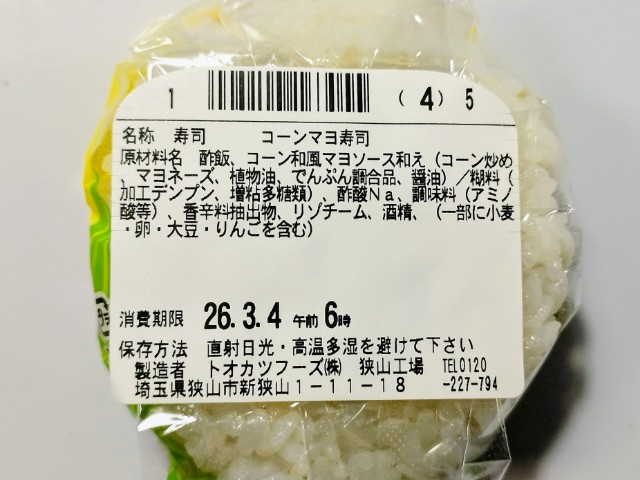 1 (4) 5
名称 寿司 コーンマヨ寿司
原材料名 酢飯、コーン和風マヨソース和え（コーン炒め
、マヨネーズ、植物油、でんぷん調合品、醤油）／糊料（
加工デンプン、増粘多糖類）、酢酸Na、調味料（アミノ
酸等）、香辛料抽出物、リゾチーム、酒精、（一部に小麦
・卵・大豆・りんごを含む）
消費期限 26.3.4 午前 6時
保存方法 直射日光・高温多湿を避けて下さい
製造者 トオカツフーズ㈱ 狭山工場 TEL0120
埼玉県狭山市新狭山1－11－18 -227-794